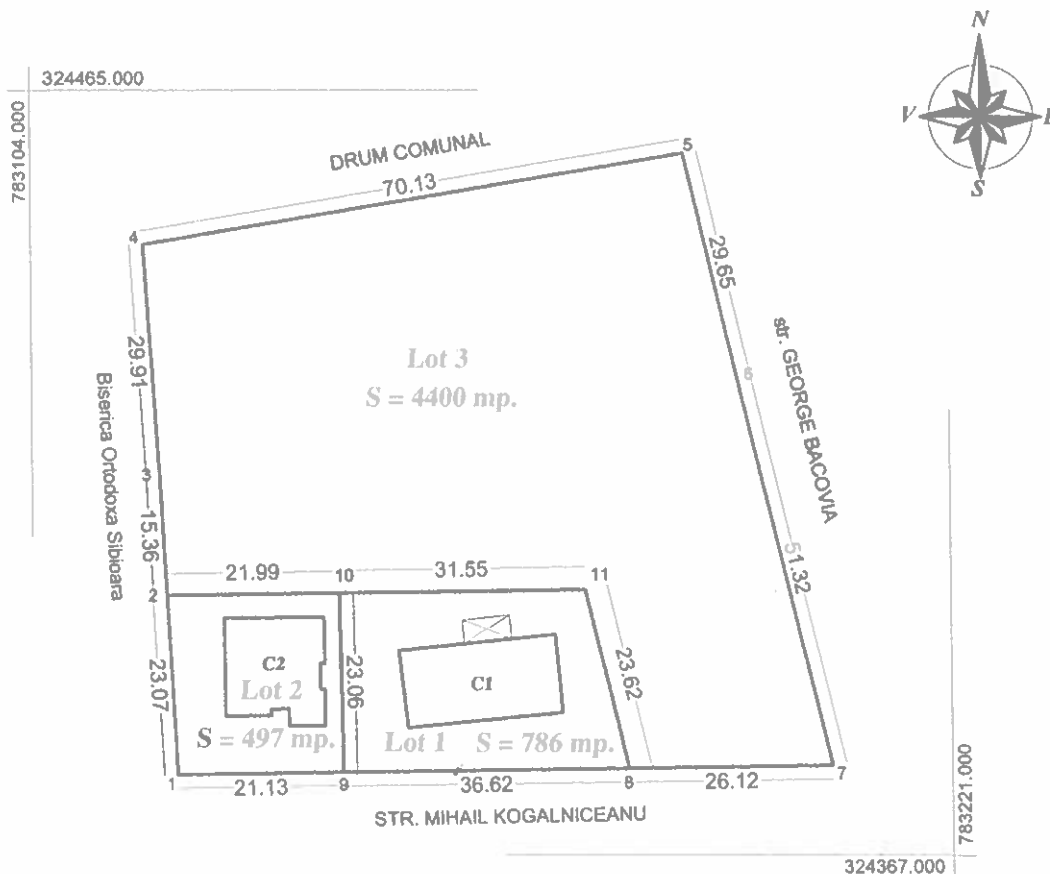 324465.000
783104.000
N
V
S
DRUM COMUNAL
70.13
5
4
29.65
29.91
str. GEORGE BACOVIA
6
Lot 3
S = 4400 mp.
Biserica Ortodoxa Sibioara
3
15.36
51.32
21.99
10
31.55
11
2
C2
Lot 2
S = 497 mp.
23.07
23.06
C1
Lot 1 S = 786 mp.
23.62
1
21.13
9
36.62
8
26.12
7
STR. MIHAIL KOGALNICEANU
783221.000
324367.000